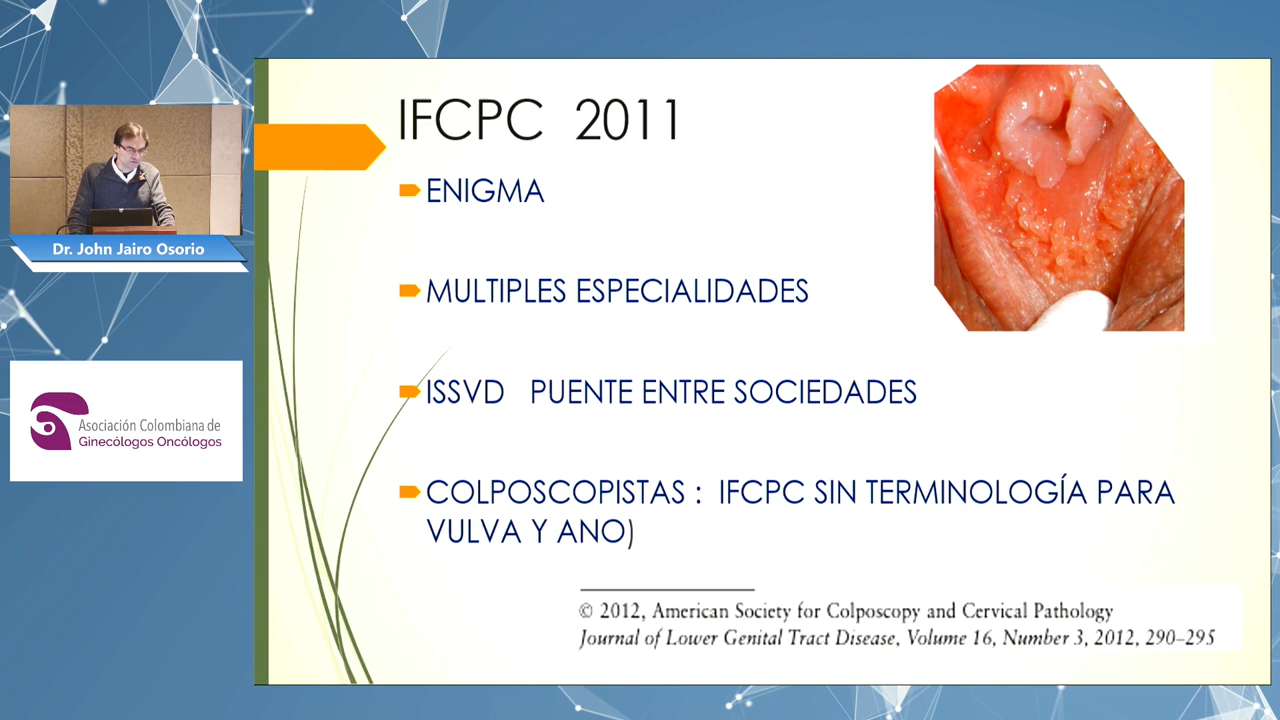 IFCPC 2011
ENIGMA
MULTIPLES ESPECIALIDADES
ISSVD PUENTE ENTRE SOCIEDADES
COLPOSCOPISTAS : IFCPC SIN TERMINOLOGÍA PARA
VULVA Y ANO)
© 2012, American Society for Colposcopy and Cervical Pathology
Journal of Lower Genital Tract Disease, Volume 16, Number 3, 2012, 290–295
Dr. John Jairo Osorio
Asociación Colombiana de
Ginecólogos Oncólogos